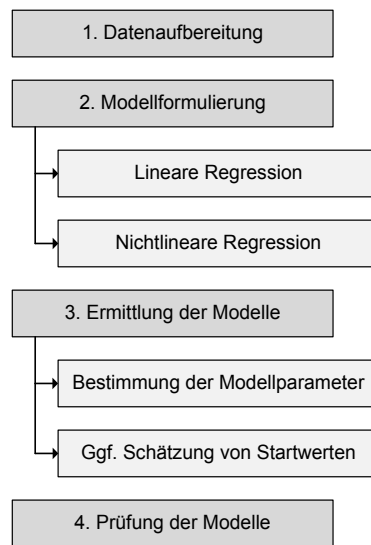 1. Datenaufbereitung
2. Modellformulierung
Lineare Regression
Nichtlineare Regression
3. Ermittlung der Modelle
Bestimmung der Modellparameter
Ggf. Schätzung von Startwerten
4. Prüfung der Modelle